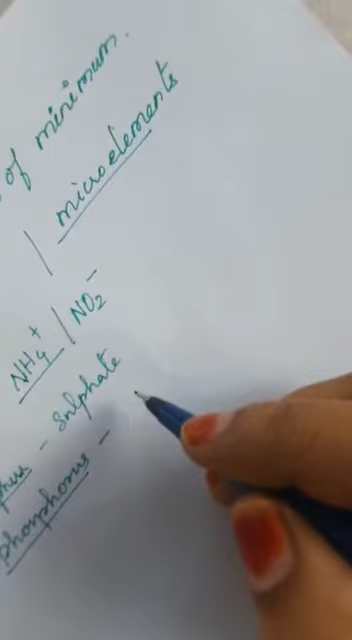 of minimum.
| microelements
NH4+ | NO2-
- Sulphate
phosphorus -